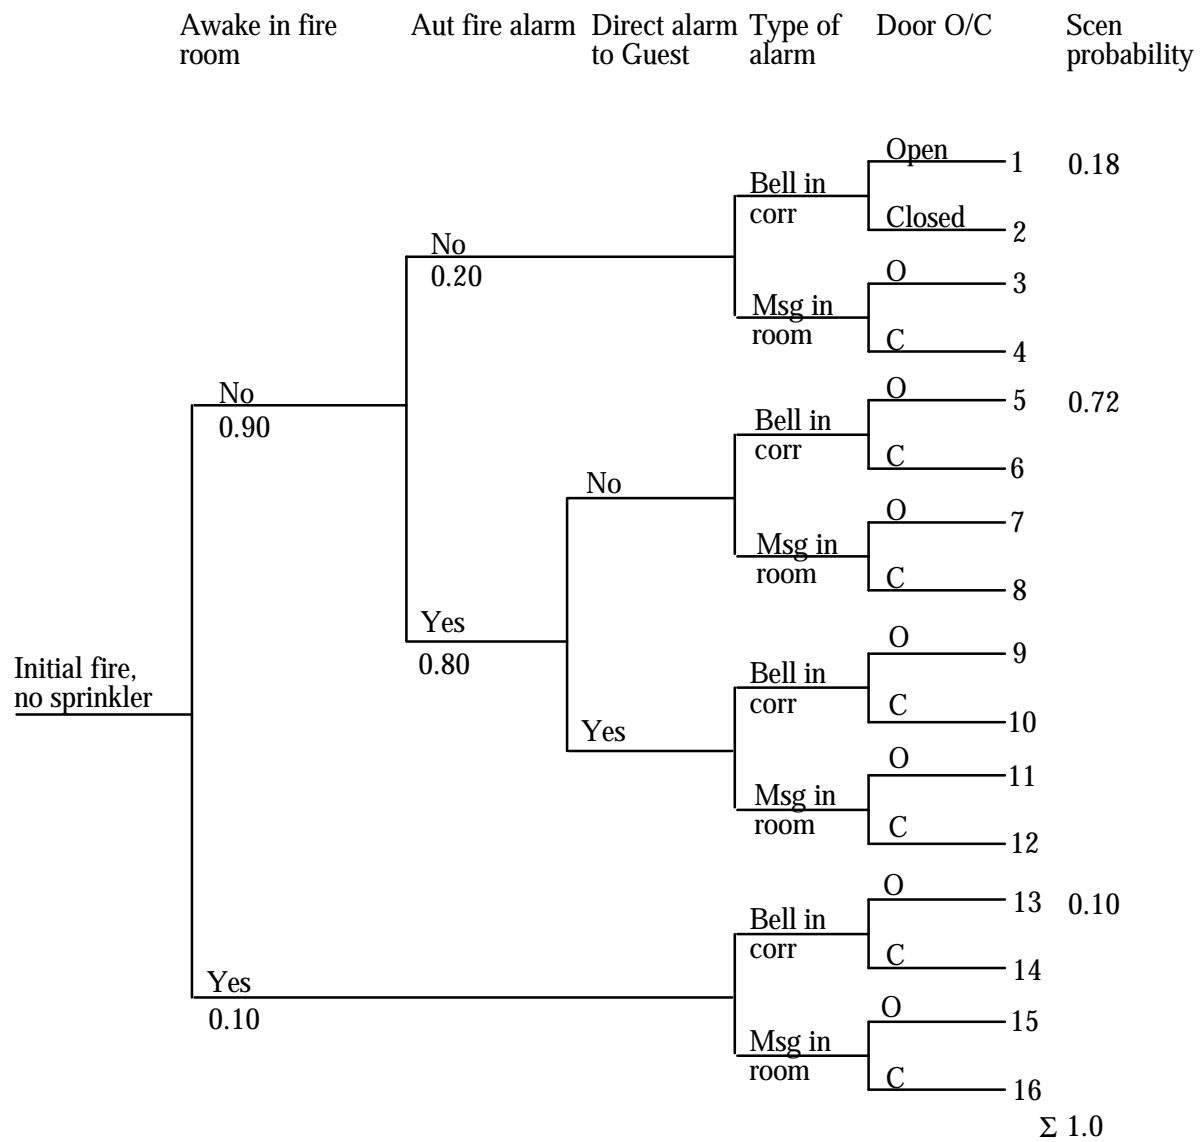 Awake in fire
room
Aut fire alarm
Direct alarm
to Guest
Type of
alarm
Door O/C
Scen
probability
Open
1
0.18
Bell in
corr
Closed
2
No
0.20
O
3
Msg in
room
C
4
No
0.90
O
5
0.72
Bell in
corr
C
6
No
O
7
Msg in
room
C
8
Yes
0.80
O
9
Initial fire,
no sprinkler
Bell in
corr
C
10
Yes
O
11
Msg in
room
C
12
O
13
0.10
Bell in
corr
C
14
Yes
0.10
O
15
Msg in
room
C
16
Σ 1.0